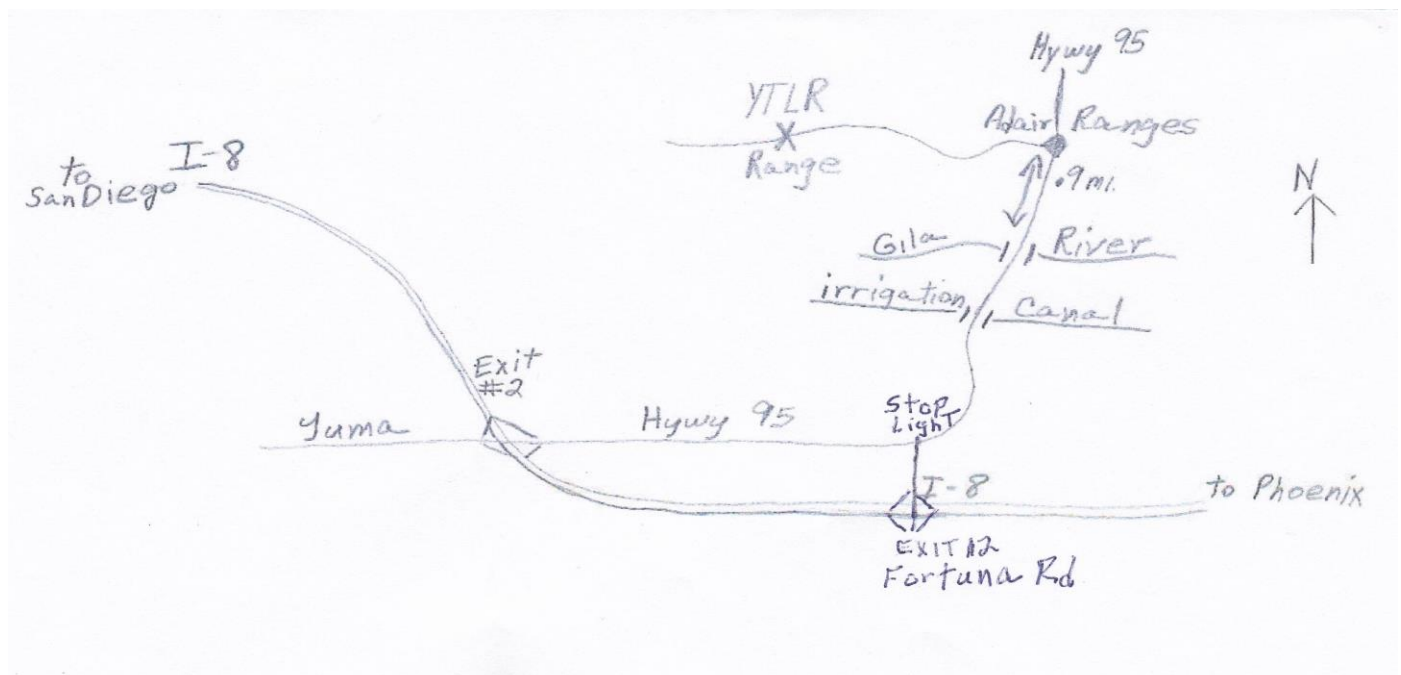 Hywy 95
YTLR
Range
Adair Ranges
I-8
to
San Diego
.9 mi.
N
Gila River
irrigation Canal
Exit
#2
Yuma
Hywy 95
Stop
Light
I-8
to Phoenix
EXIT 12
Fortuna Rd